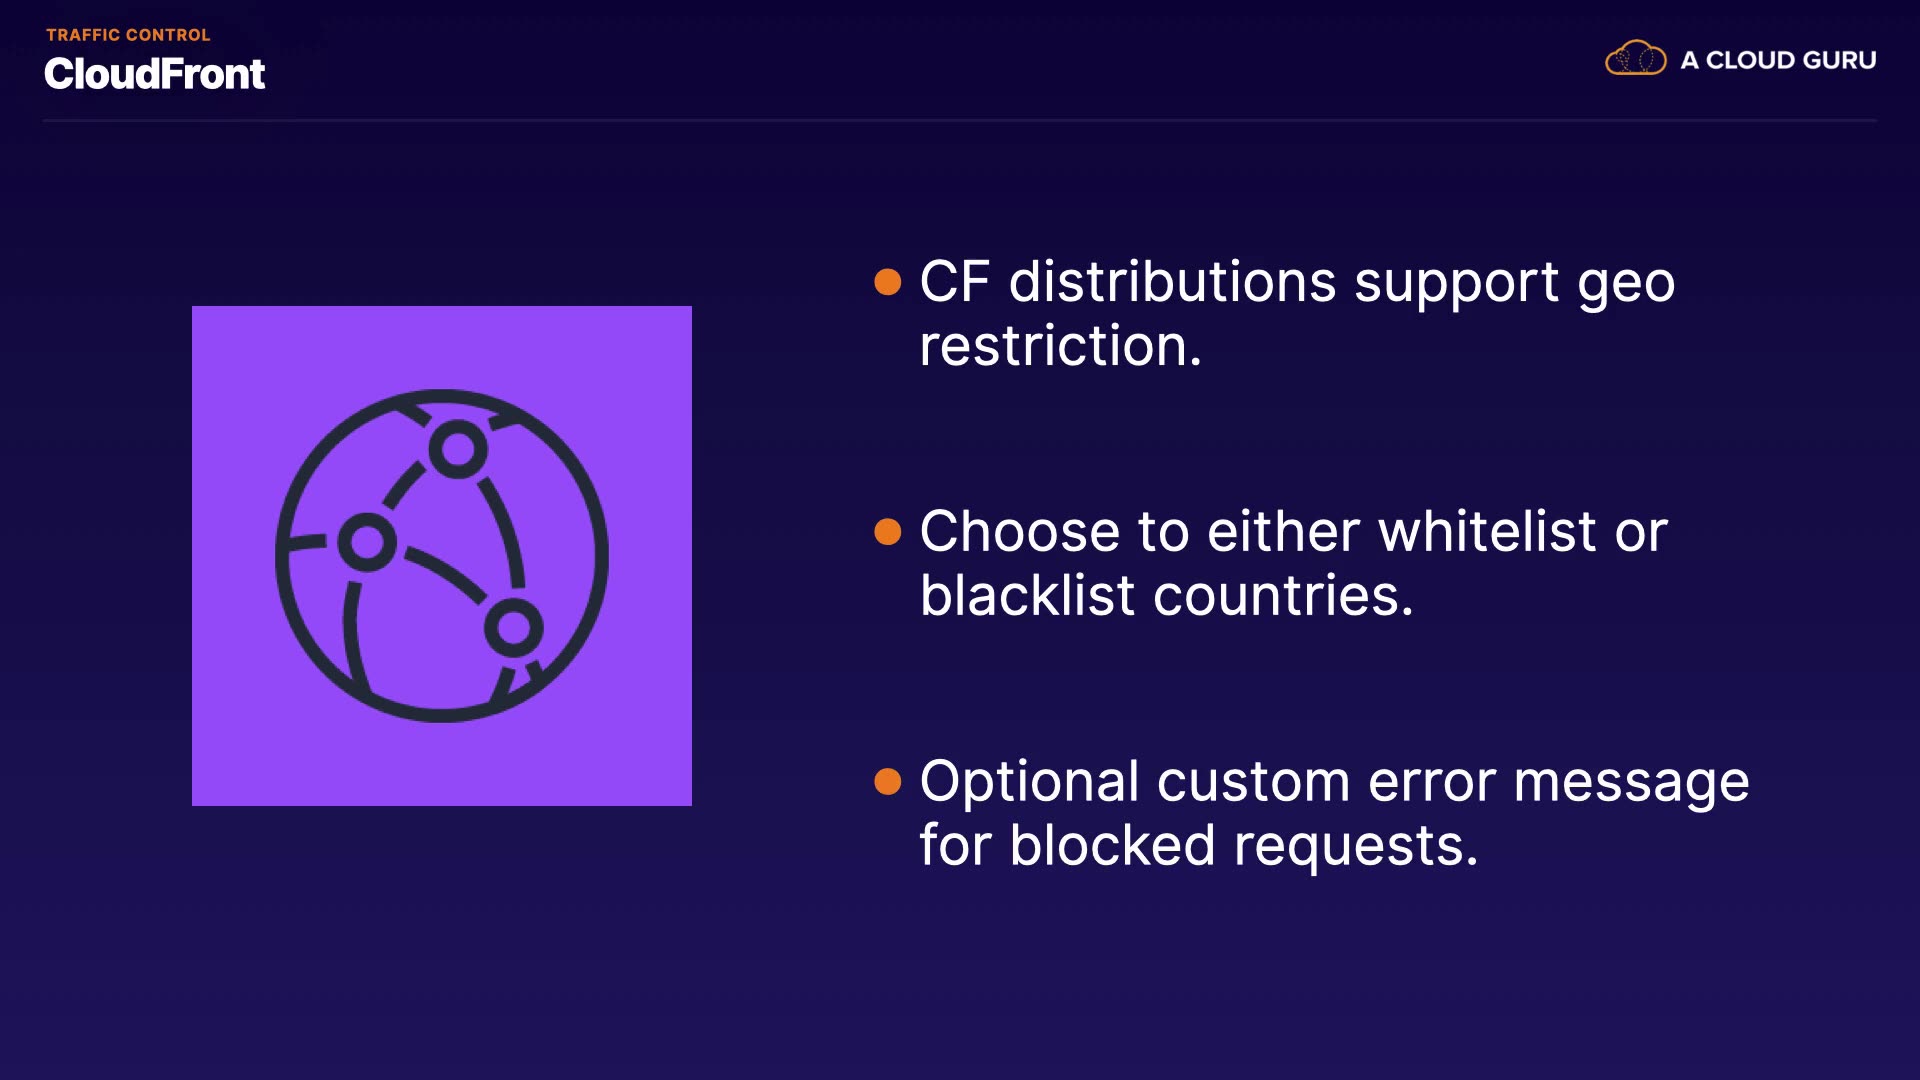 TRAFFIC CONTROL
CloudFront
A CLOUD GURU
CF distributions support geo
restriction.
Choose to either whitelist or
blacklist countries.
Optional custom error message
for blocked requests.